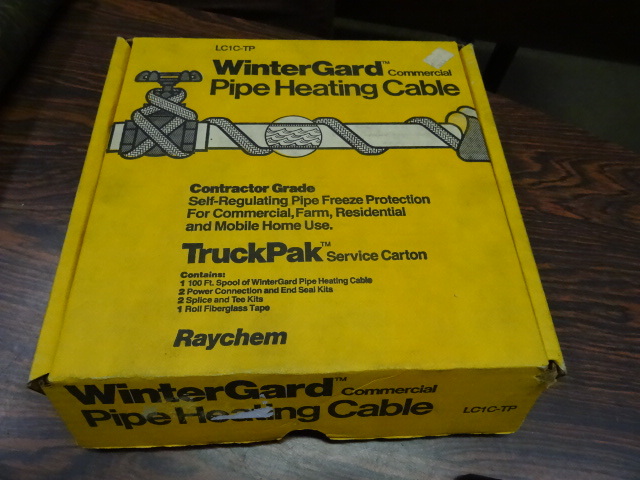 LC1C-TP
WinterGard™ Commercial
Pipe Heating Cable
Contractor Grade
Self-Regulating Pipe Freeze Protection
For Commercial, Farm, Residential
and Mobile Home Use.
TruckPak™ Service Carton
Contains:
1 100 Ft. Spool of WinterGard Pipe Heating Cable
2 Power Connection and End Seal Kits
2 Splice and Tee Kits
1 Roll Fiberglass Tape
Raychem
WinterGard™ Commercial
Pipe Heating Cable LC1C-TP